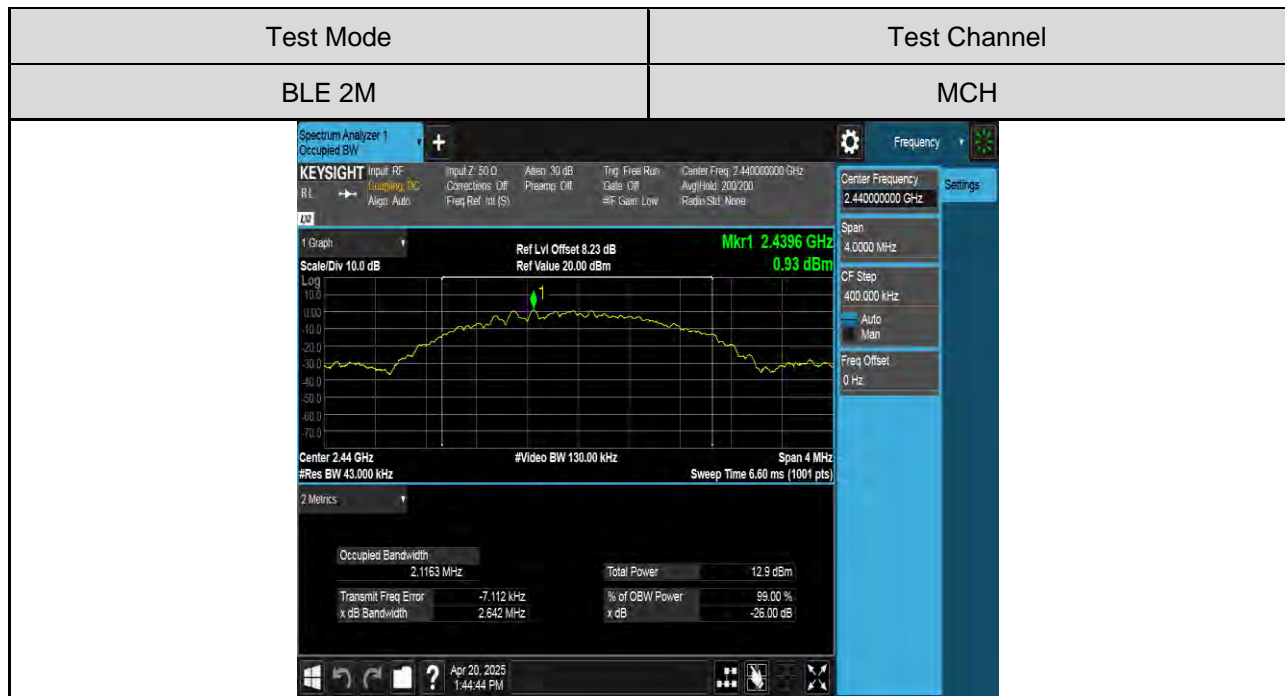 Test Mode Test Channel
BLE 2M MCH
Spectrum Analyzer 1
Occupied BW
+
Frequency
KEYSIGHT Input: RF Input Z: 50 Ω Atten: 30 dB Trig: Free Run Center Freq: 2.440000000 GHz
R L Coupling: DC Corrections: Off Preamp: Off Gate: Off Avg|Hold: 200/200
Align: Auto Freq Ref: Int (S) #IF Gain: Low Radio Std: None
Center Frequency
2.440000000 GHz
Settings
Span
4.0000 MHz
CF Step
400.000 kHz
Auto
Man
Freq Offset
0 Hz
1 Graph
Ref Lvl Offset 8.23 dB Mkr1 2.4396 GHz
Scale/Div 10.0 dB Ref Value 20.00 dBm 0.93 dBm
Log
1
10.0
0.00
-10.0
-20.0
-30.0
-40.0
-50.0
-60.0
-70.0
Center 2.44 GHz #Video BW 130.00 kHz Span 4 MHz
#Res BW 43.000 kHz Sweep Time 6.60 ms (1001 pts)
2 Metrics
Occupied Bandwidth
2.1163 MHz Total Power 12.9 dBm
Transmit Freq Error -7.112 kHz % of OBW Power 99.00 %
x dB Bandwidth 2.642 MHz x dB -26.00 dB
? Apr 20, 2025
1:44:44 PM